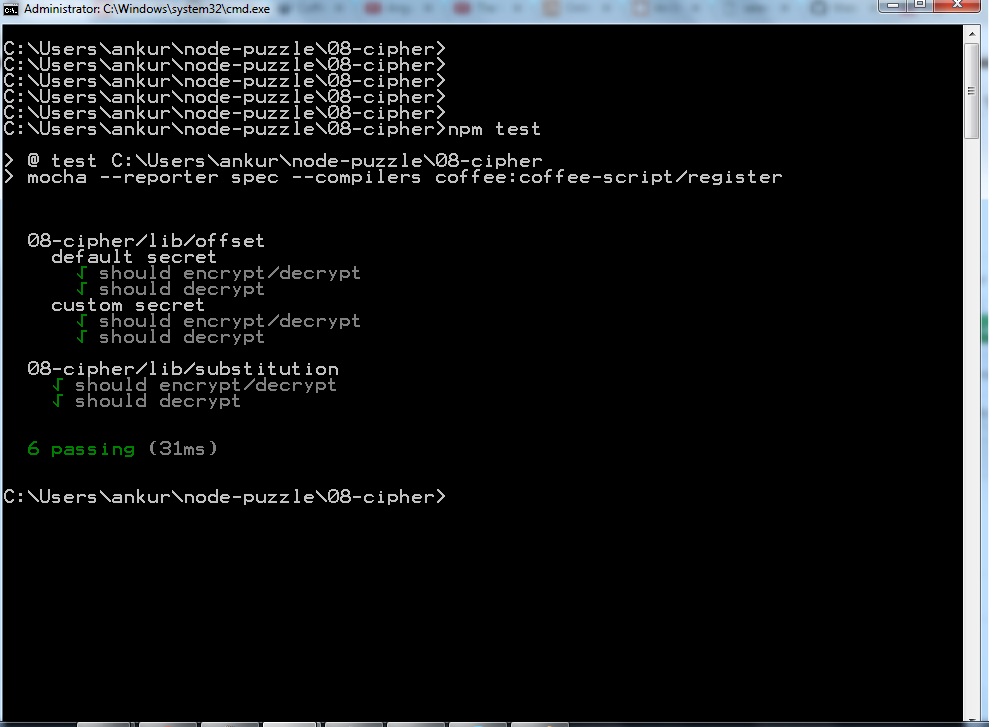 Administrator: C:\Windows\system32\cmd.exe
C:\Users\ankur\node-puzzle\08-cipher>
C:\Users\ankur\node-puzzle\08-cipher>
C:\Users\ankur\node-puzzle\08-cipher>
C:\Users\ankur\node-puzzle\08-cipher>
C:\Users\ankur\node-puzzle\08-cipher>
C:\Users\ankur\node-puzzle\08-cipher>npm test
> @ test C:\Users\ankur\node-puzzle\08-cipher
> mocha --reporter spec --compilers coffee:coffee-script/register
08-cipher/lib/offset
default secret
√ should encrypt/decrypt
√ should decrypt
custom secret
√ should encrypt/decrypt
√ should decrypt
08-cipher/lib/substitution
√ should encrypt/decrypt
√ should decrypt
6 passing (31ms)
C:\Users\ankur\node-puzzle\08-cipher>